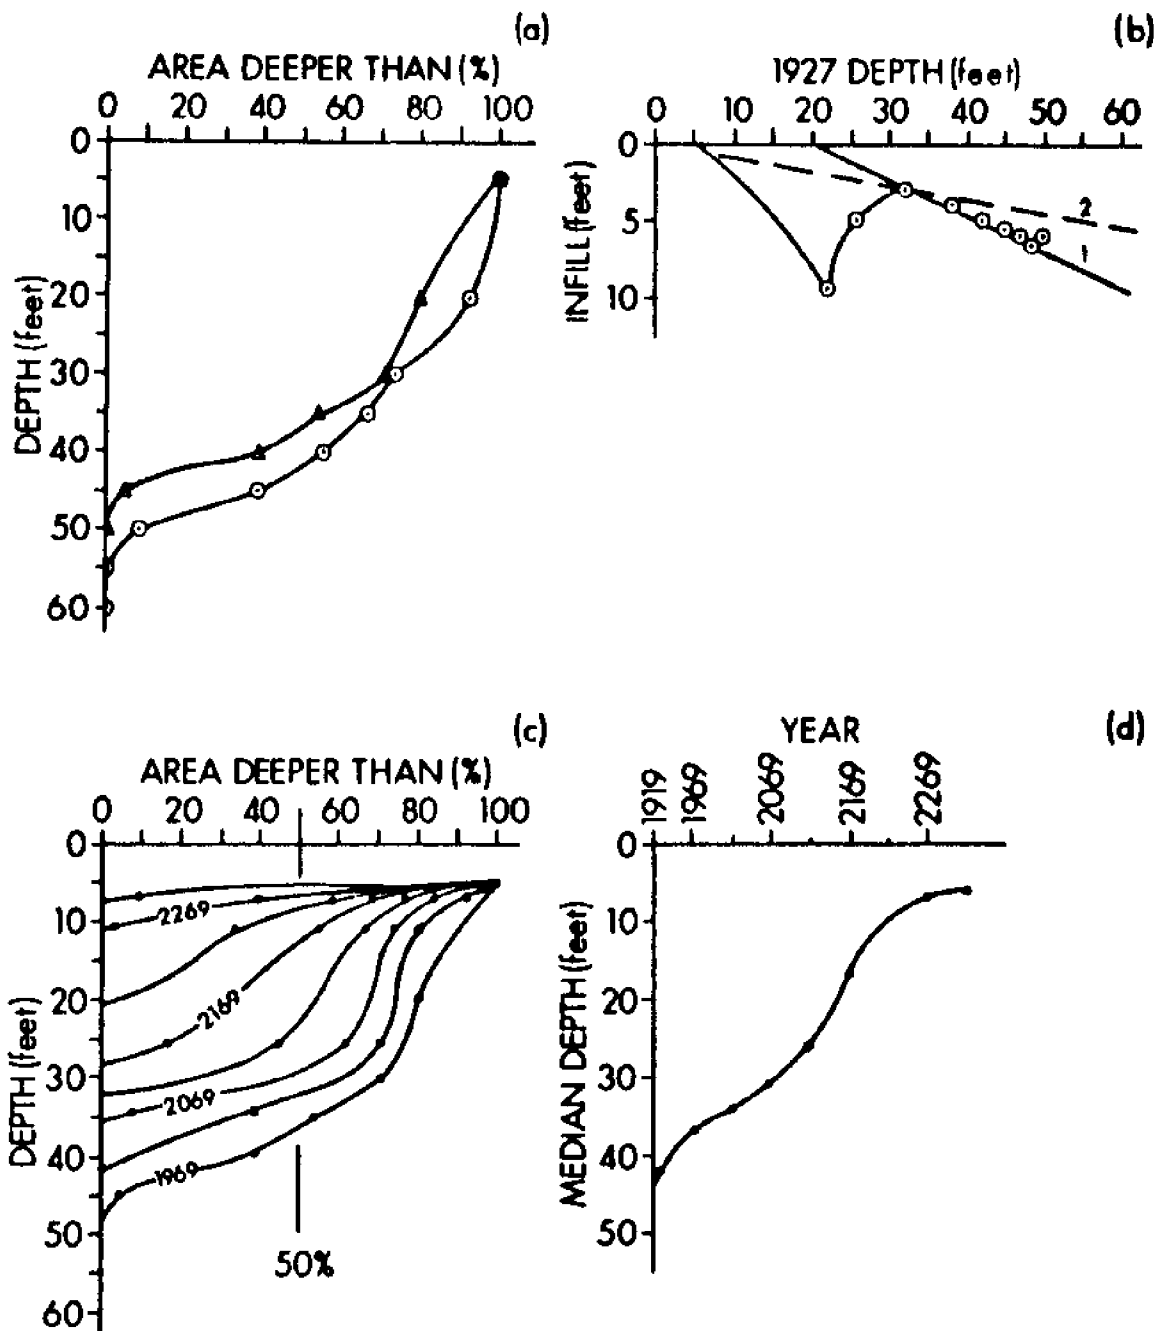 (a)
AREA DEEPER THAN (%)
0 20 40 60 80 100
0
10
20
30
40
50
60
DEPTH (feet)
(b)
1927 DEPTH (feet)
0 10 20 30 40 50 60
0
5
10
INFILL (feet)
2
1
(c)
AREA DEEPER THAN (%)
0 20 40 60 80 100
0
10
20
30
40
50
60
DEPTH (feet)
2269
2169
2069
1969
50%
(d)
YEAR
1919 1969 2069 2169 2269
0
10
20
30
40
50
MEDIAN DEPTH (feet)